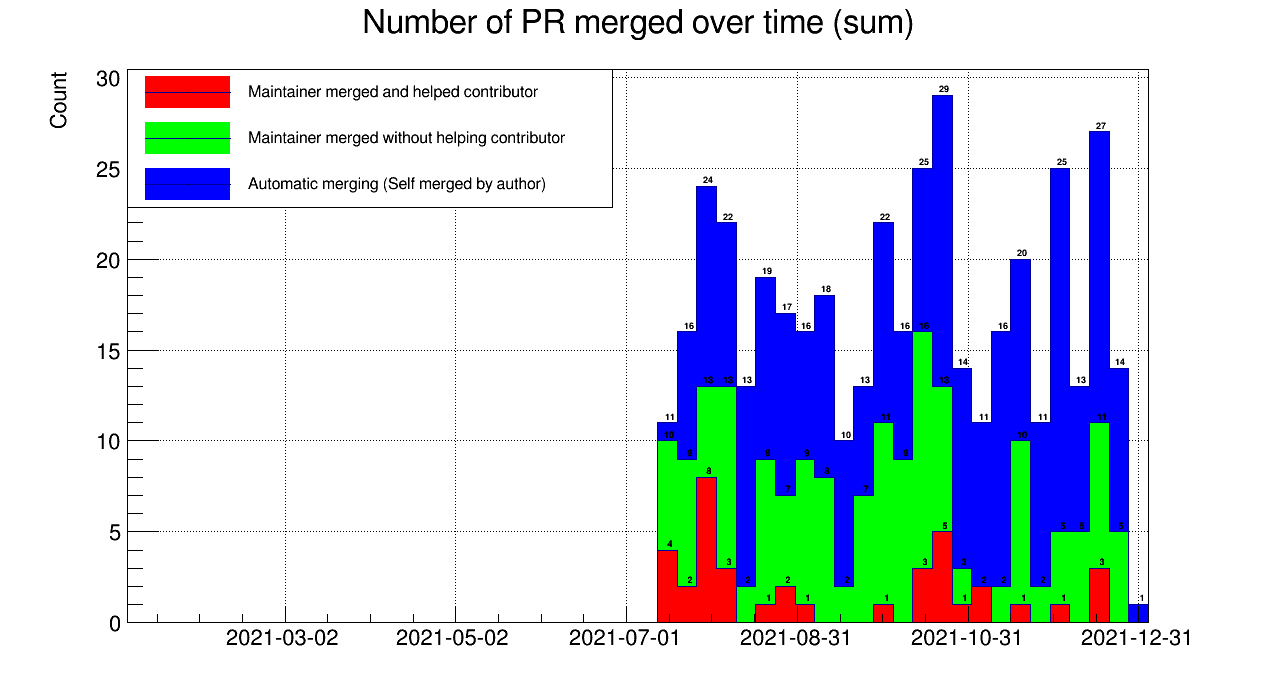 Number of PR merged over time (sum)
Count
Maintainer merged and helped contributor
Maintainer merged without helping contributor
Automatic merging (Self merged by author)
30
25
20
15
10
5
0
29
27
25 25
24
22 22
20
19
18
17
16 16 16 16 16
14 14
13 13 13 13 13 13
11 11 11 11 11
10 10 10 10
9 9 9 9
8 8
7 7
5 5 5 5
4
3 3 3 3
2 2 2 2 2 2 2
1 1 1 1 1 1 1
2021-03-02 2021-05-02 2021-07-01 2021-08-31 2021-10-31 2021-12-31